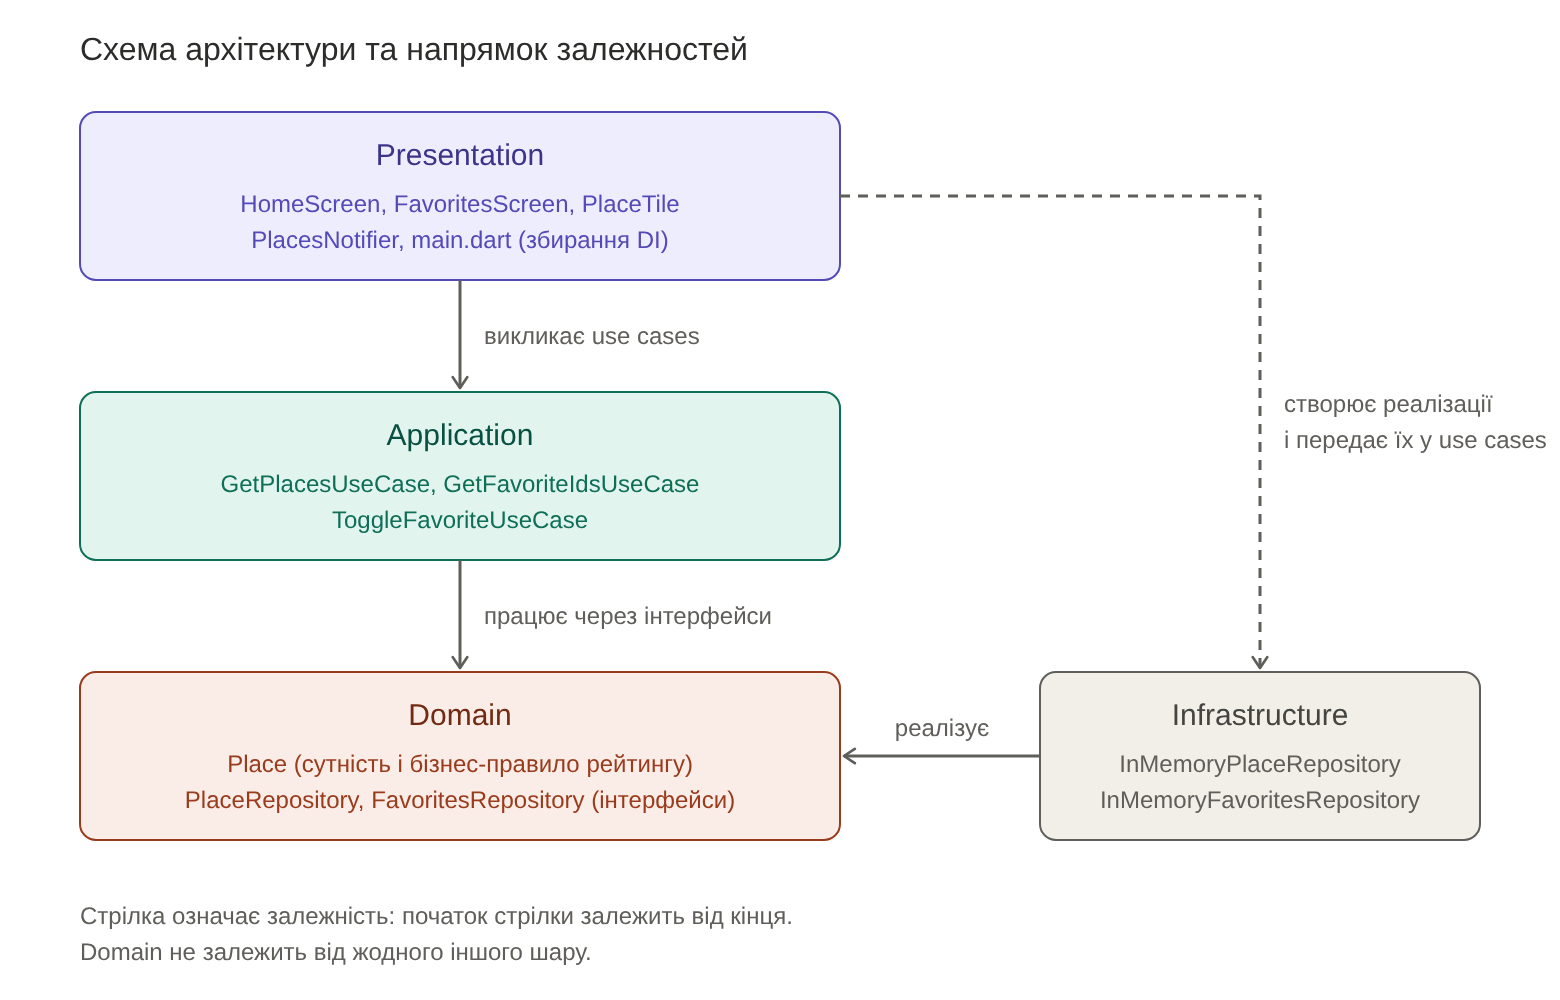 Схема архітектури та напрямок залежностей
Presentation
HomeScreen, FavoritesScreen, PlaceTile
PlacesNotifier, main.dart (збирання DI)
викликає use cases
створює реалізації
і передає їх у use cases
Application
GetPlacesUseCase, GetFavoriteIdsUseCase
ToggleFavoriteUseCase
працює через інтерфейси
Domain
Place (сутність і бізнес-правило рейтингу)
PlaceRepository, FavoritesRepository (інтерфейси)
реалізує
Infrastructure
InMemoryPlaceRepository
InMemoryFavoritesRepository
Стрілка означає залежність: початок стрілки залежить від кінця.
Domain не залежить від жодного іншого шару.